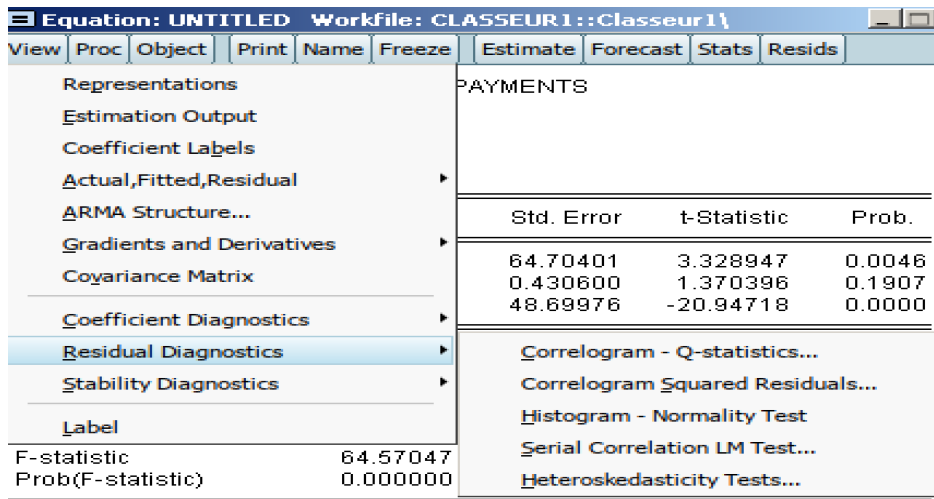 Equation: UNTITLED Workfile: CLASSEUR1::Classeur1\
View Proc Object Print Name Freeze Estimate Forecast Stats Resids
Representations
PAYMENTS
Estimation Output
Coefficient Labels
Actual,Fitted,Residual
ARMA Structure...
Std. Error t-Statistic Prob.
Gradients and Derivatives
64.70401 3.328947 0.0046
Covariance Matrix
0.430600 1.370396 0.1907
48.69976 -20.94718 0.0000
Coefficient Diagnostics
Residual Diagnostics
Correlogram - Q-statistics...
Stability Diagnostics
Correlogram Squared Residuals...
Histogram - Normality Test
Label
Serial Correlation LM Test...
F-statistic 64.57047
Prob(F-statistic) 0.000000
Heteroskedasticity Tests...